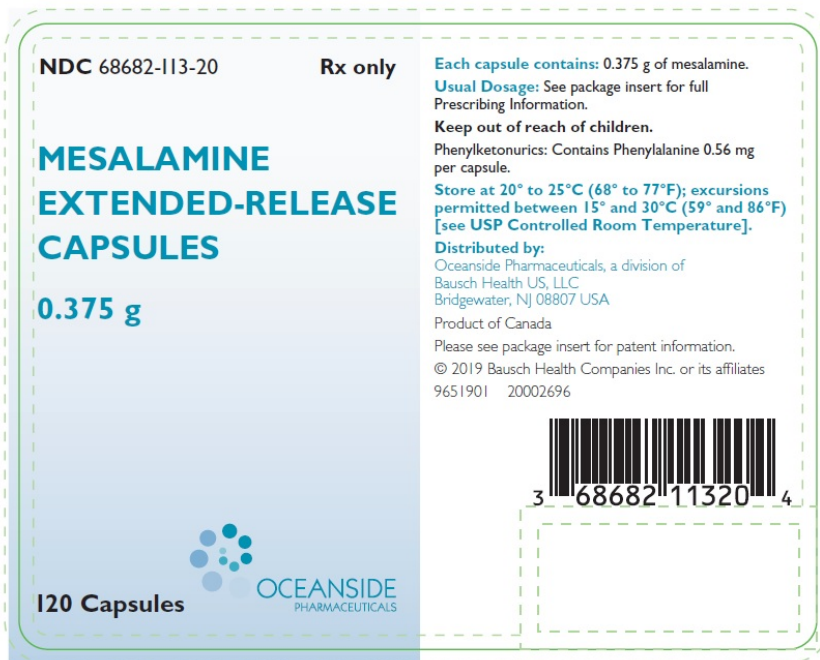 NDC 68682-113-20 Rx only
MESALAMINE
EXTENDED-RELEASE
CAPSULES
0.375 g
120 Capsules
OCEANSIDE
PHARMACEUTICALS
Each capsule contains: 0.375 g of mesalamine.
Usual Dosage: See package insert for full
Prescribing Information.
Keep out of reach of children.
Phenylketonurics: Contains Phenylalanine 0.56 mg
per capsule.
Store at 20° to 25°C (68° to 77°F); excursions
permitted between 15° and 30°C (59° and 86°F)
[see USP Controlled Room Temperature].
Distributed by:
Oceanside Pharmaceuticals, a division of
Bausch Health US, LLC
Bridgewater, NJ 08807 USA
Product of Canada
Please see package insert for patent information.
© 2019 Bausch Health Companies Inc. or its affiliates
9651901 20002696
3 68682 11320 4